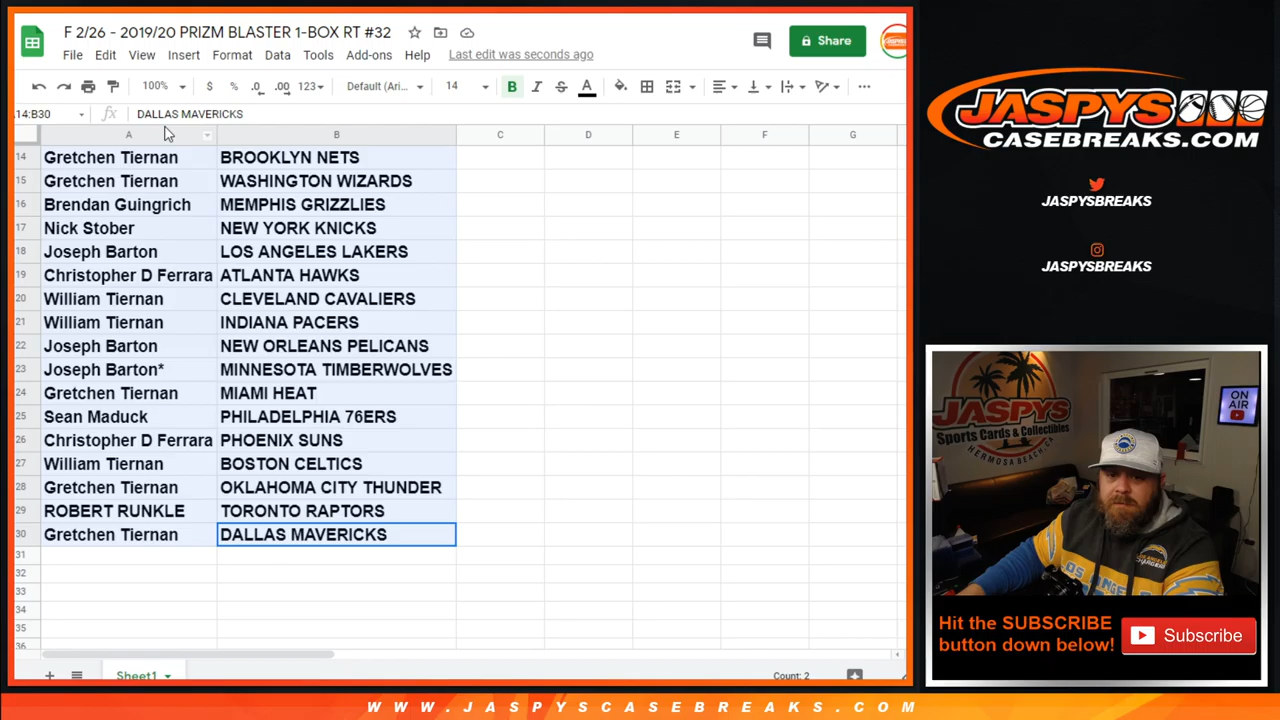 F 2/26 - 2019/20 PRIZM BLASTER 1-BOX RT #32
File Edit View Insert Format Data Tools Add-ons Help Last edit was seconds ago
Share
100% $ % .0 .00 123 Default (Ari... 14 B I S A
14:B30 fx DALLAS MAVERICKS
A B C D E F G
14 Gretchen Tiernan BROOKLYN NETS
15 Gretchen Tiernan WASHINGTON WIZARDS
16 Brendan Guingrich MEMPHIS GRIZZLIES
17 Nick Stober NEW YORK KNICKS
18 Joseph Barton LOS ANGELES LAKERS
19 Christopher D Ferrara ATLANTA HAWKS
20 William Tiernan CLEVELAND CAVALIERS
21 William Tiernan INDIANA PACERS
22 Joseph Barton NEW ORLEANS PELICANS
23 Joseph Barton* MINNESOTA TIMBERWOLVES
24 Gretchen Tiernan MIAMI HEAT
25 Sean Maduck PHILADELPHIA 76ERS
26 Christopher D Ferrara PHOENIX SUNS
27 William Tiernan BOSTON CELTICS
28 Gretchen Tiernan OKLAHOMA CITY THUNDER
29 ROBERT RUNKLE TORONTO RAPTORS
30 Gretchen Tiernan DALLAS MAVERICKS
31
32
33
34
35
36
Sheet1
Count: 2
JASPYS
CASEBREAKS.COM
JASPYSBREAKS
JASPYSBREAKS
JASPYS
Sports Cards & Collectibles
HERMOSA BEACH, CA
ON AIR
LOS ANGELES
CHARGERS
Hit the SUBSCRIBE
button down below!
Subscribe
WWW.JASPYSCASEBREAKS.COM